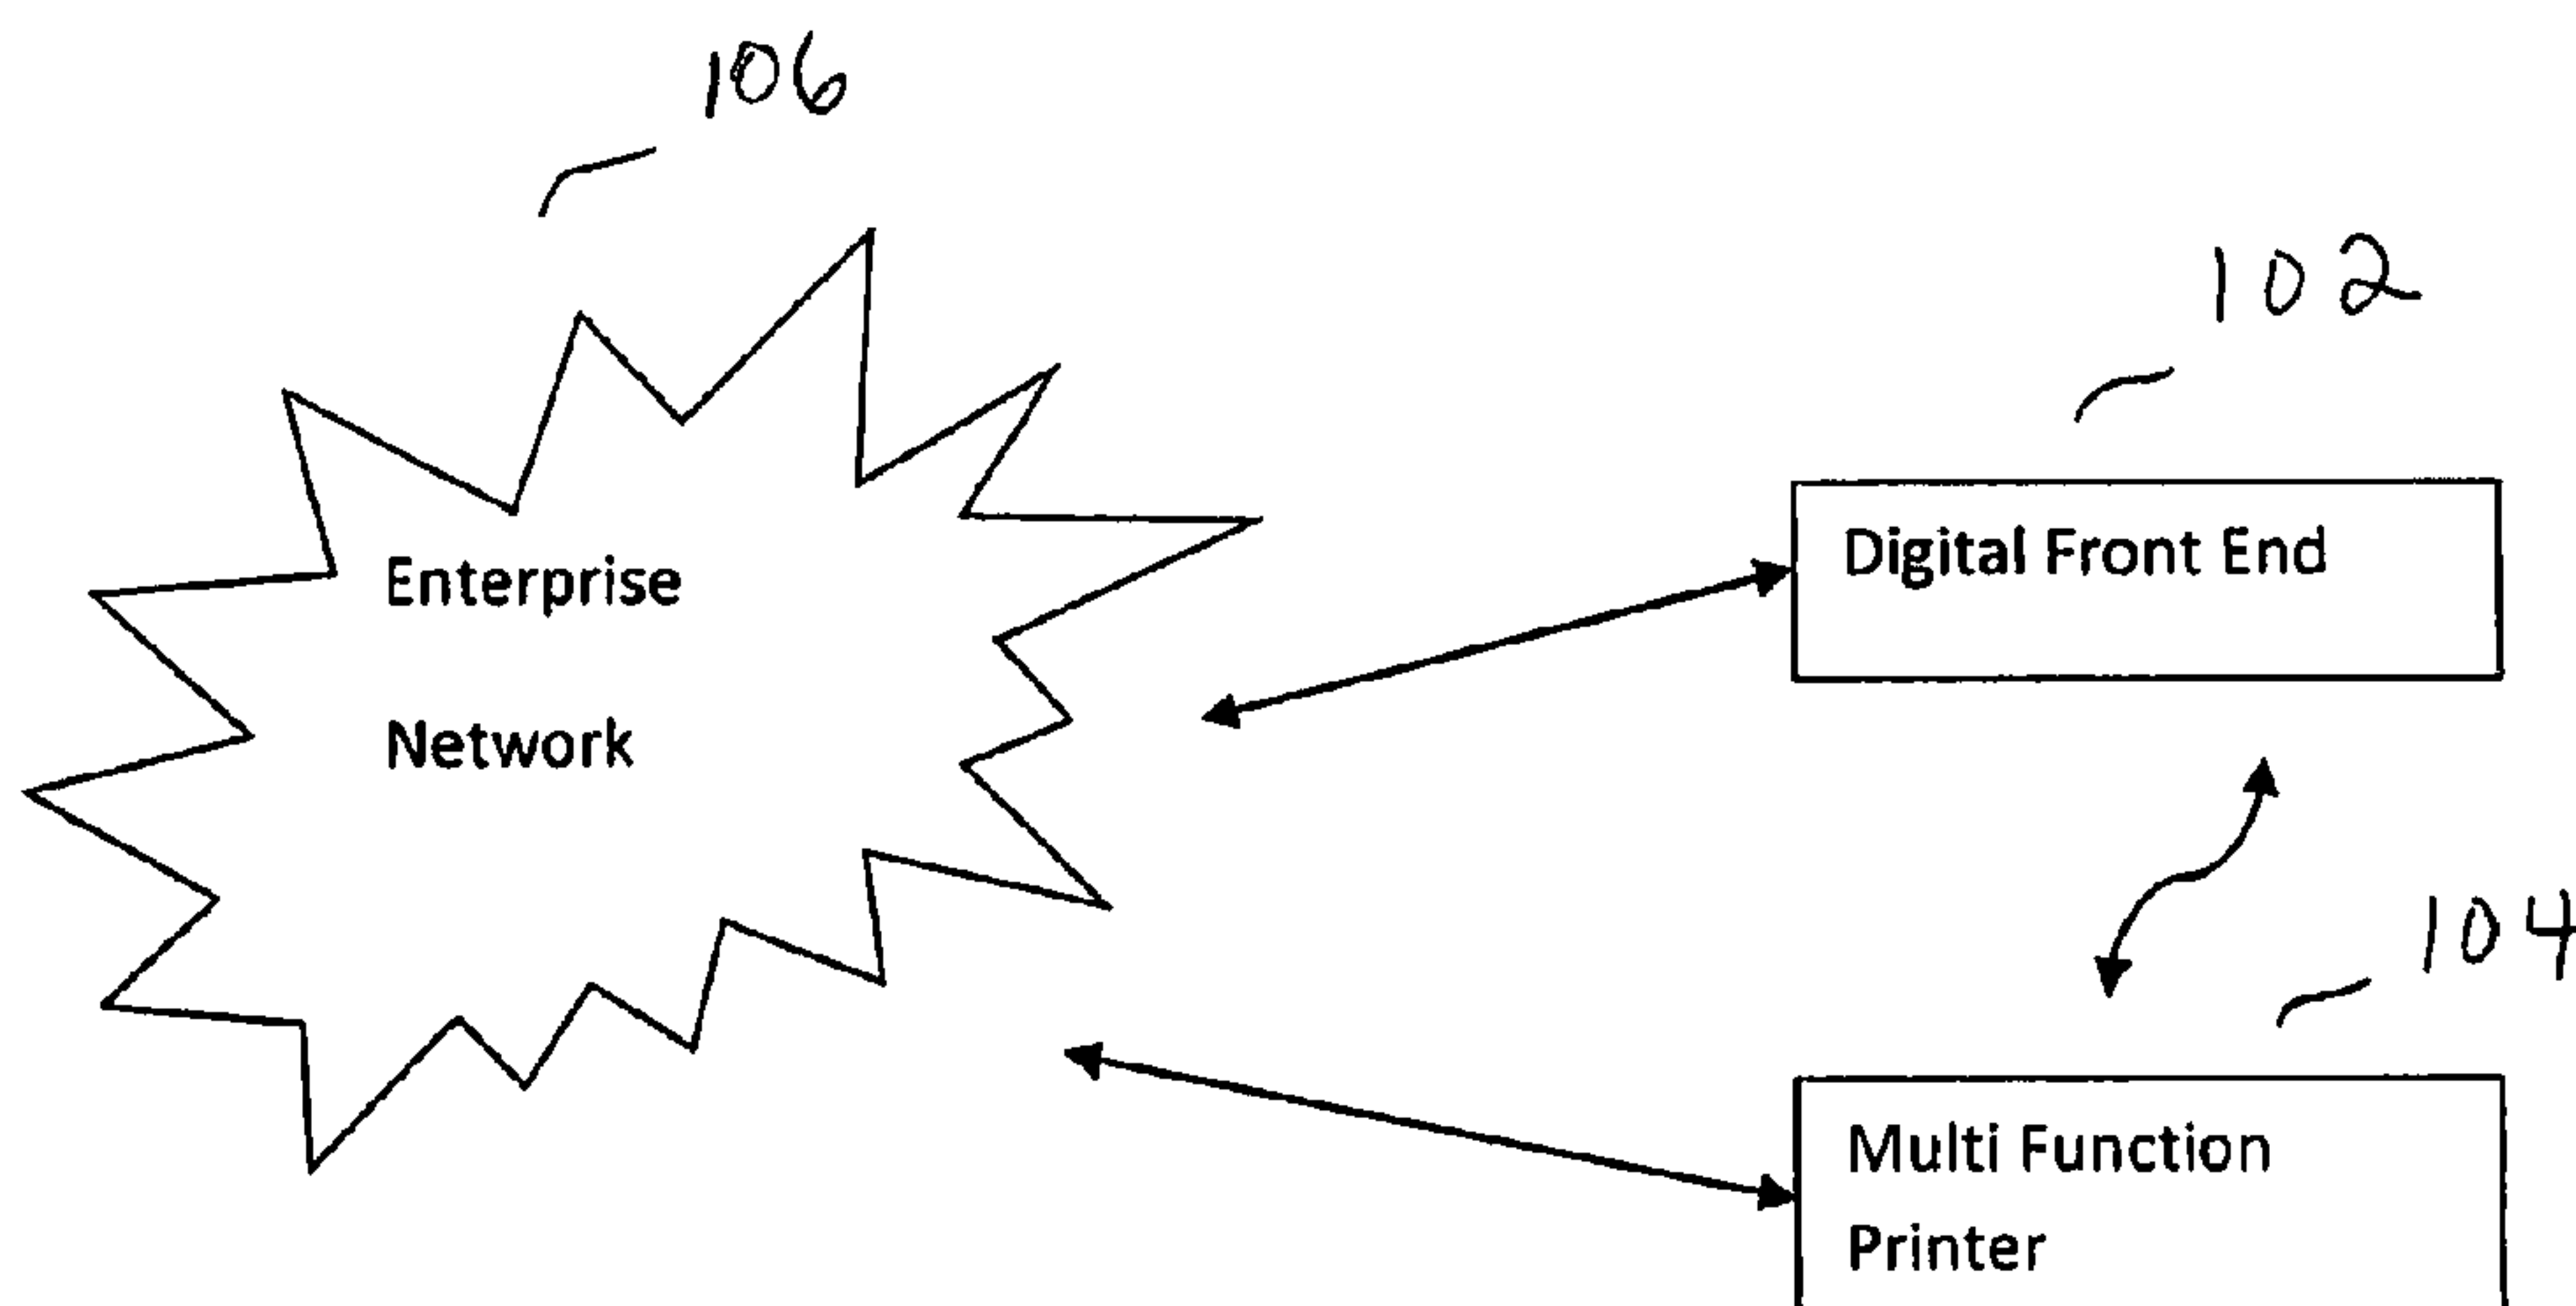 106
102
Enterprise
Digital Front End
Network
104
Multi Function
Printer